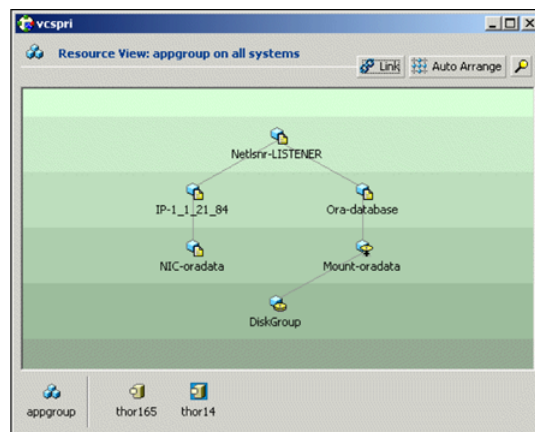 vcspri
Resource View: appgroup on all systems
Link
Auto Arrange
Netlsnr-LISTENER
IP-1_1_21_84
Ora-database
NIC-oradata
Mount-oradata
DiskGroup
appgroup
thor165
thor14